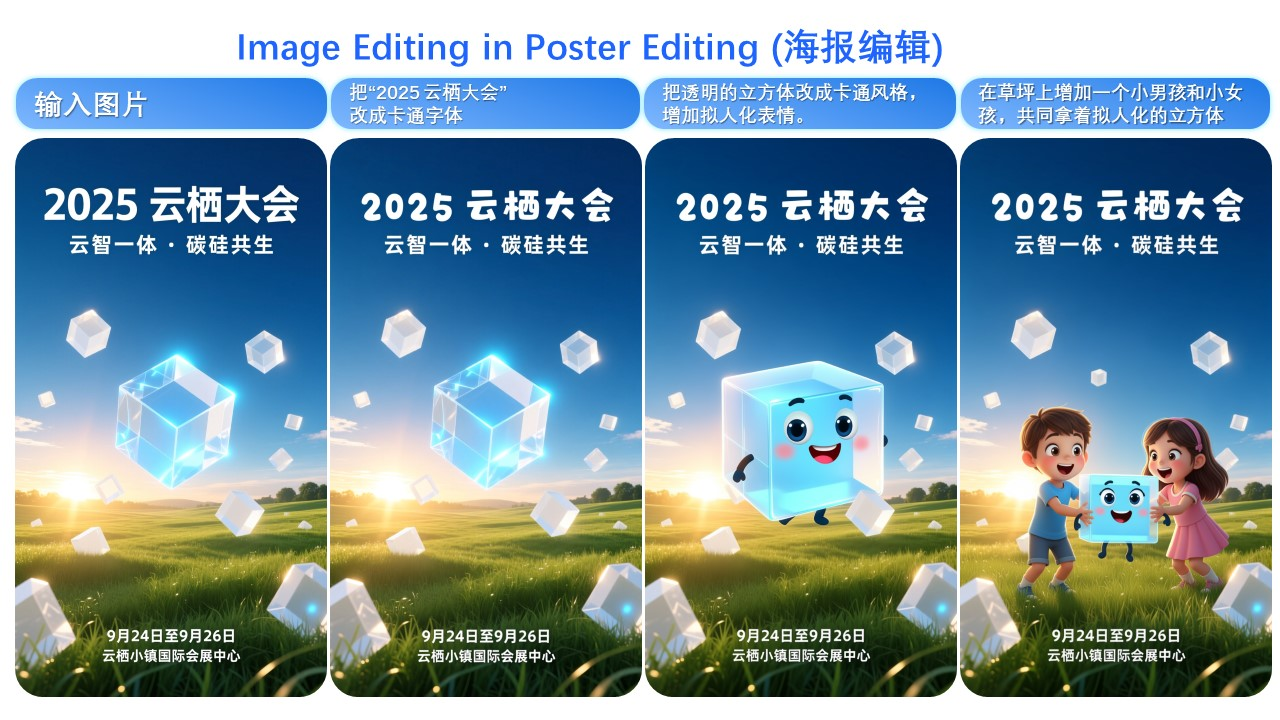 Image Editing in Poster Editing (海报编辑)
输入图片
把“2025 云栖大会”
改成卡通字体
把透明的立方体改成卡通风格，
增加拟人化表情。
在草坪上增加一个小男孩和小女
孩，共同拿着拟人化的立方体
2025 云栖大会
云智一体 · 碳硅共生
9月24日至9月26日
云栖小镇国际会展中心
2025 云栖大会
云智一体 · 碳硅共生
9月24日至9月26日
云栖小镇国际会展中心
2025 云栖大会
云智一体 · 碳硅共生
9月24日至9月26日
云栖小镇国际会展中心
2025 云栖大会
云智一体 · 碳硅共生
9月24日至9月26日
云栖小镇国际会展中心